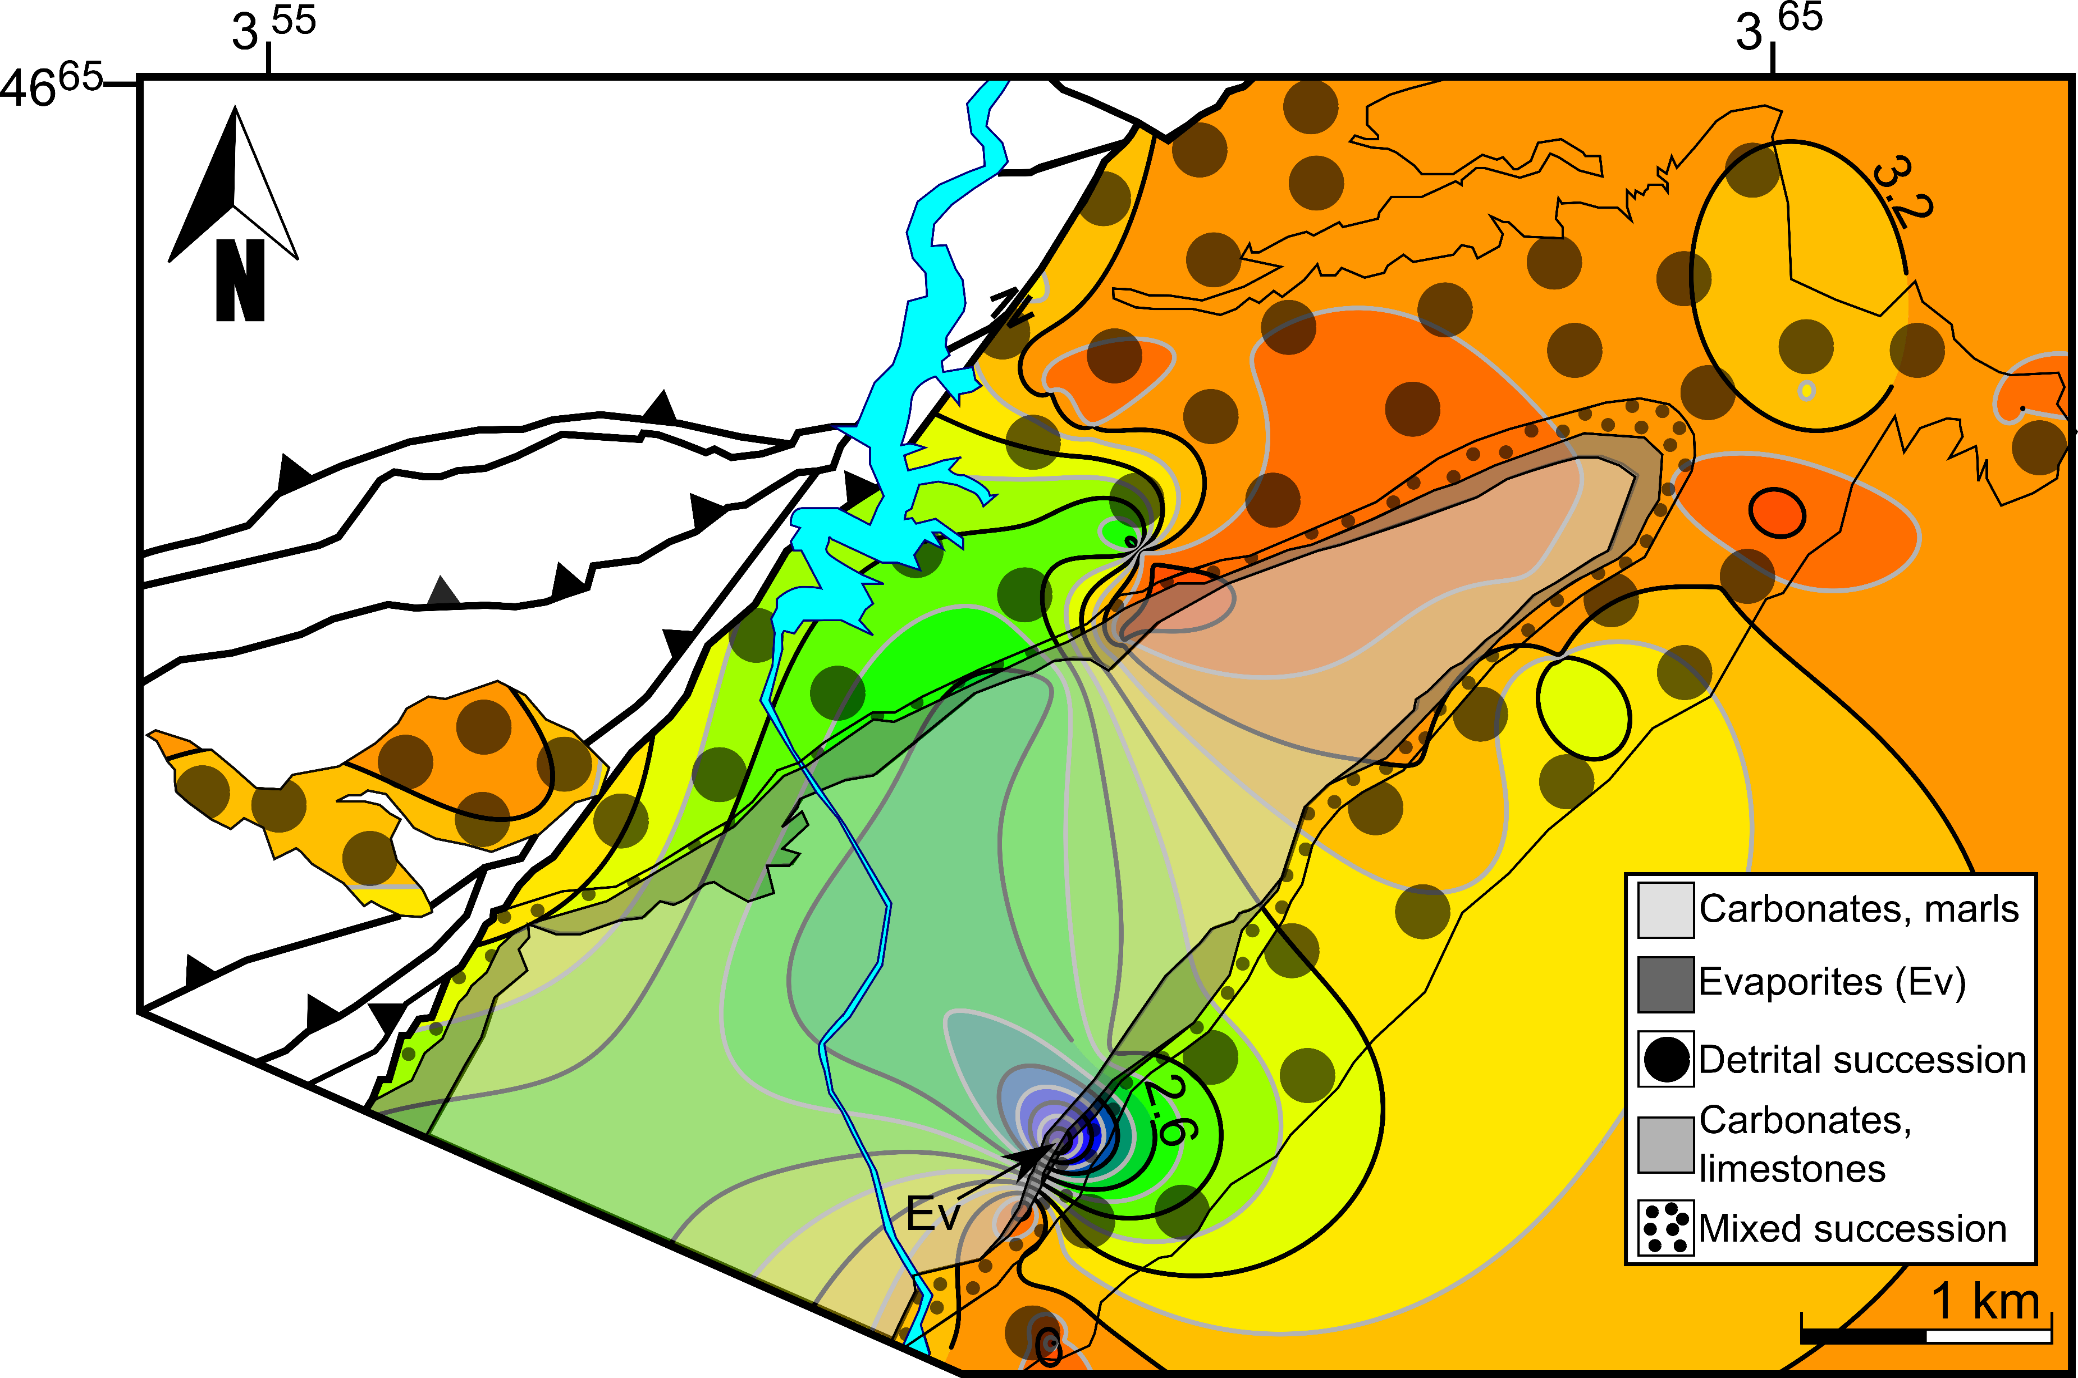 3 55
3 65
46 65
N
3.2
N
2.6
Ev
Carbonates, marls
Evaporites (Ev)
Detrital succession
Carbonates,
limestones
Mixed succession
1 km